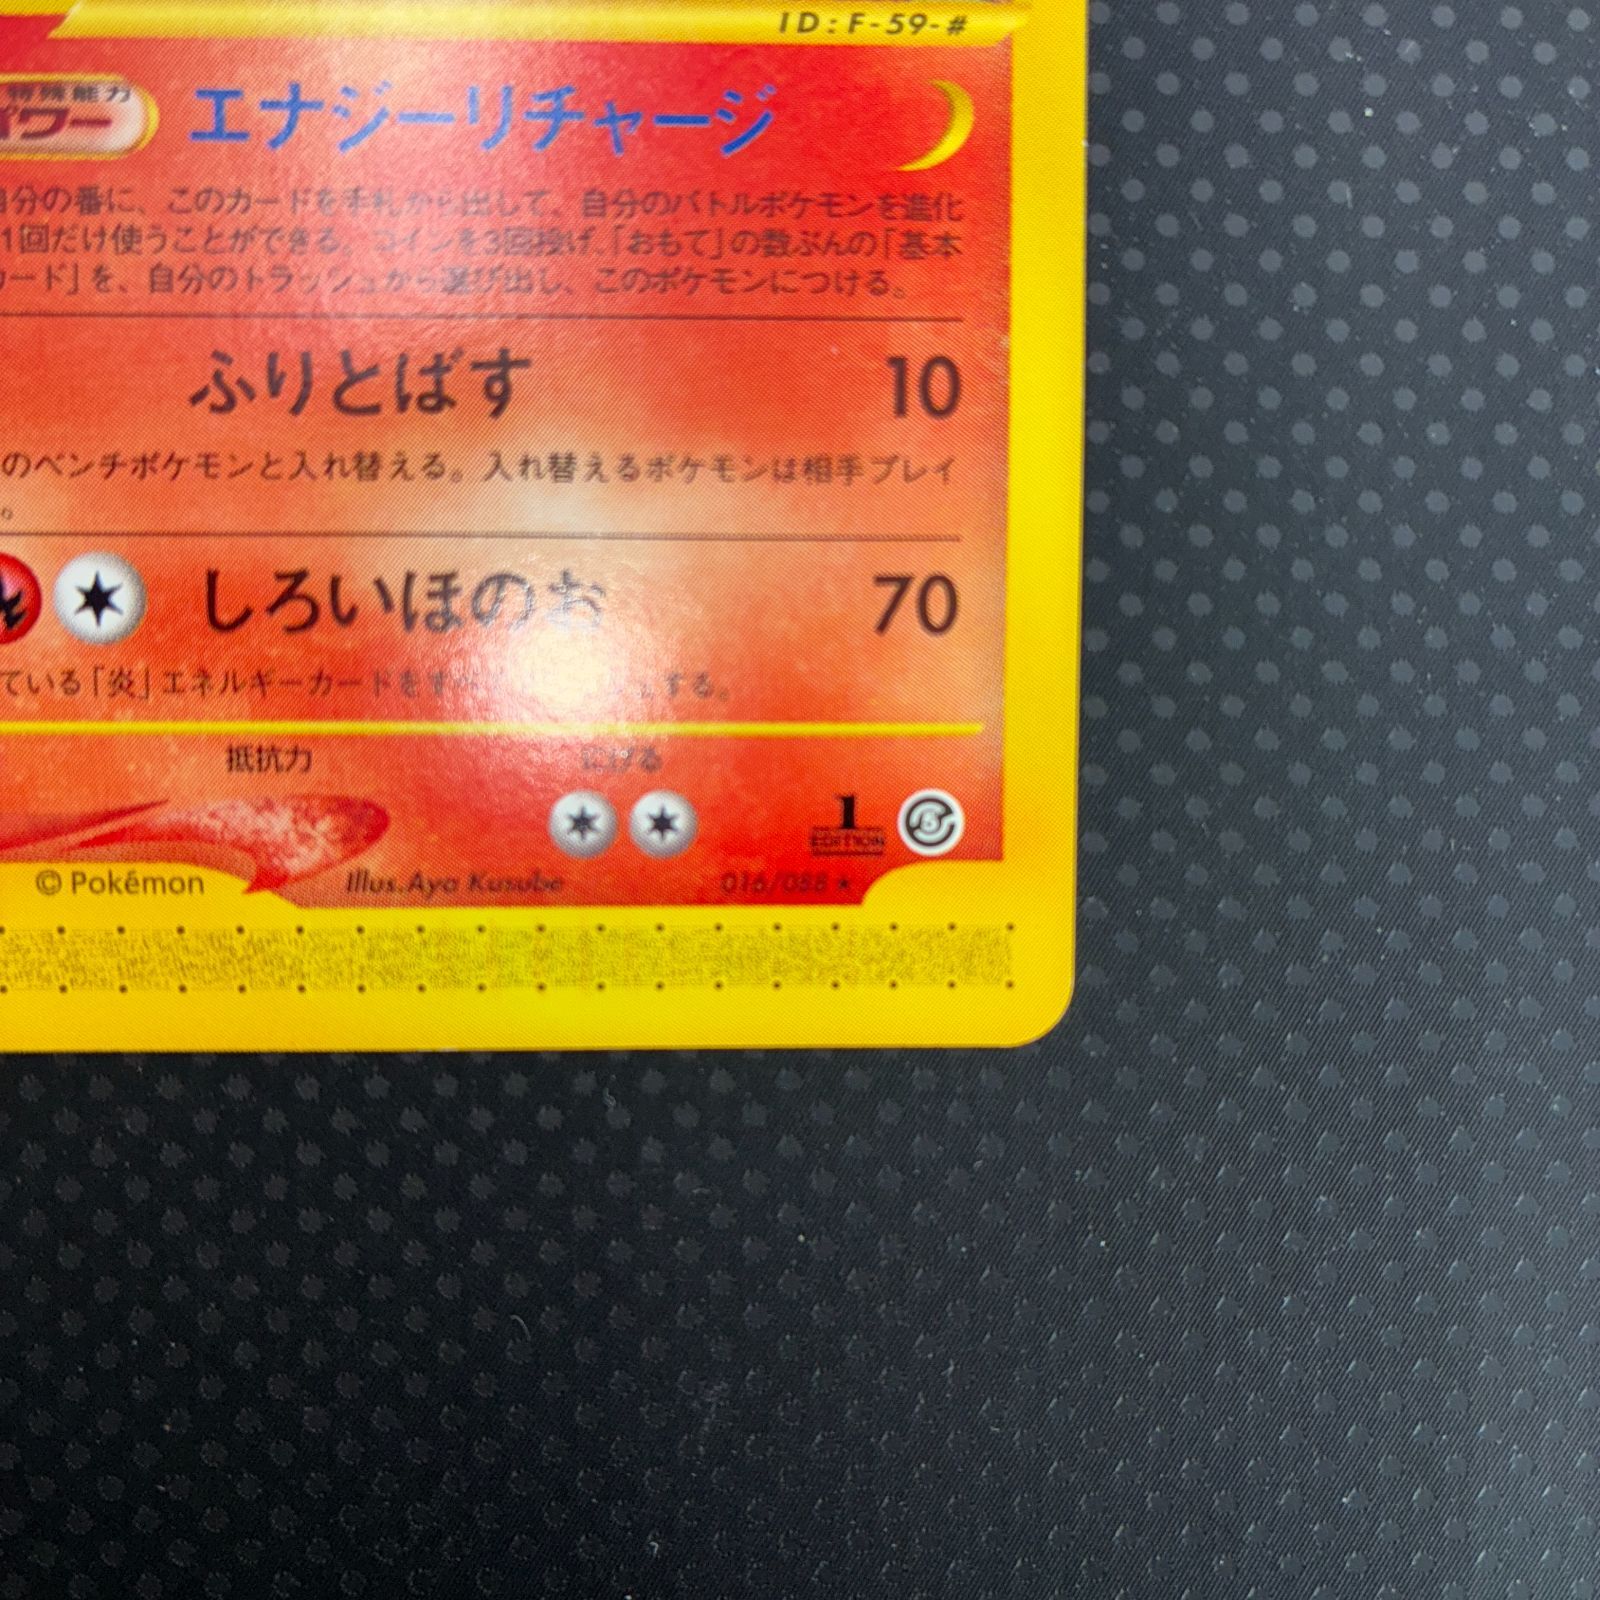 ID:F-59-#
特殊能力
パワー エナジーリチャージ
自分の番に、このカードを手札から出して、自分のバトルポケモンを進化
1回だけ使うことができる。コインを3回投げ、「おもて」の数ぶんの「基本
カード」を、自分のトラッシュから選び出し、このポケモンにつける。
ふりとばす 10
のベンチポケモンと入れ替える。入れ替えるポケモンは相手プレイ
。
しろいほのお 70
ている「炎」エネルギーカードをす する。
抵抗力 にげる
1
EDITION
© Pokémon Illus.Aya Kusube 016/088 ★